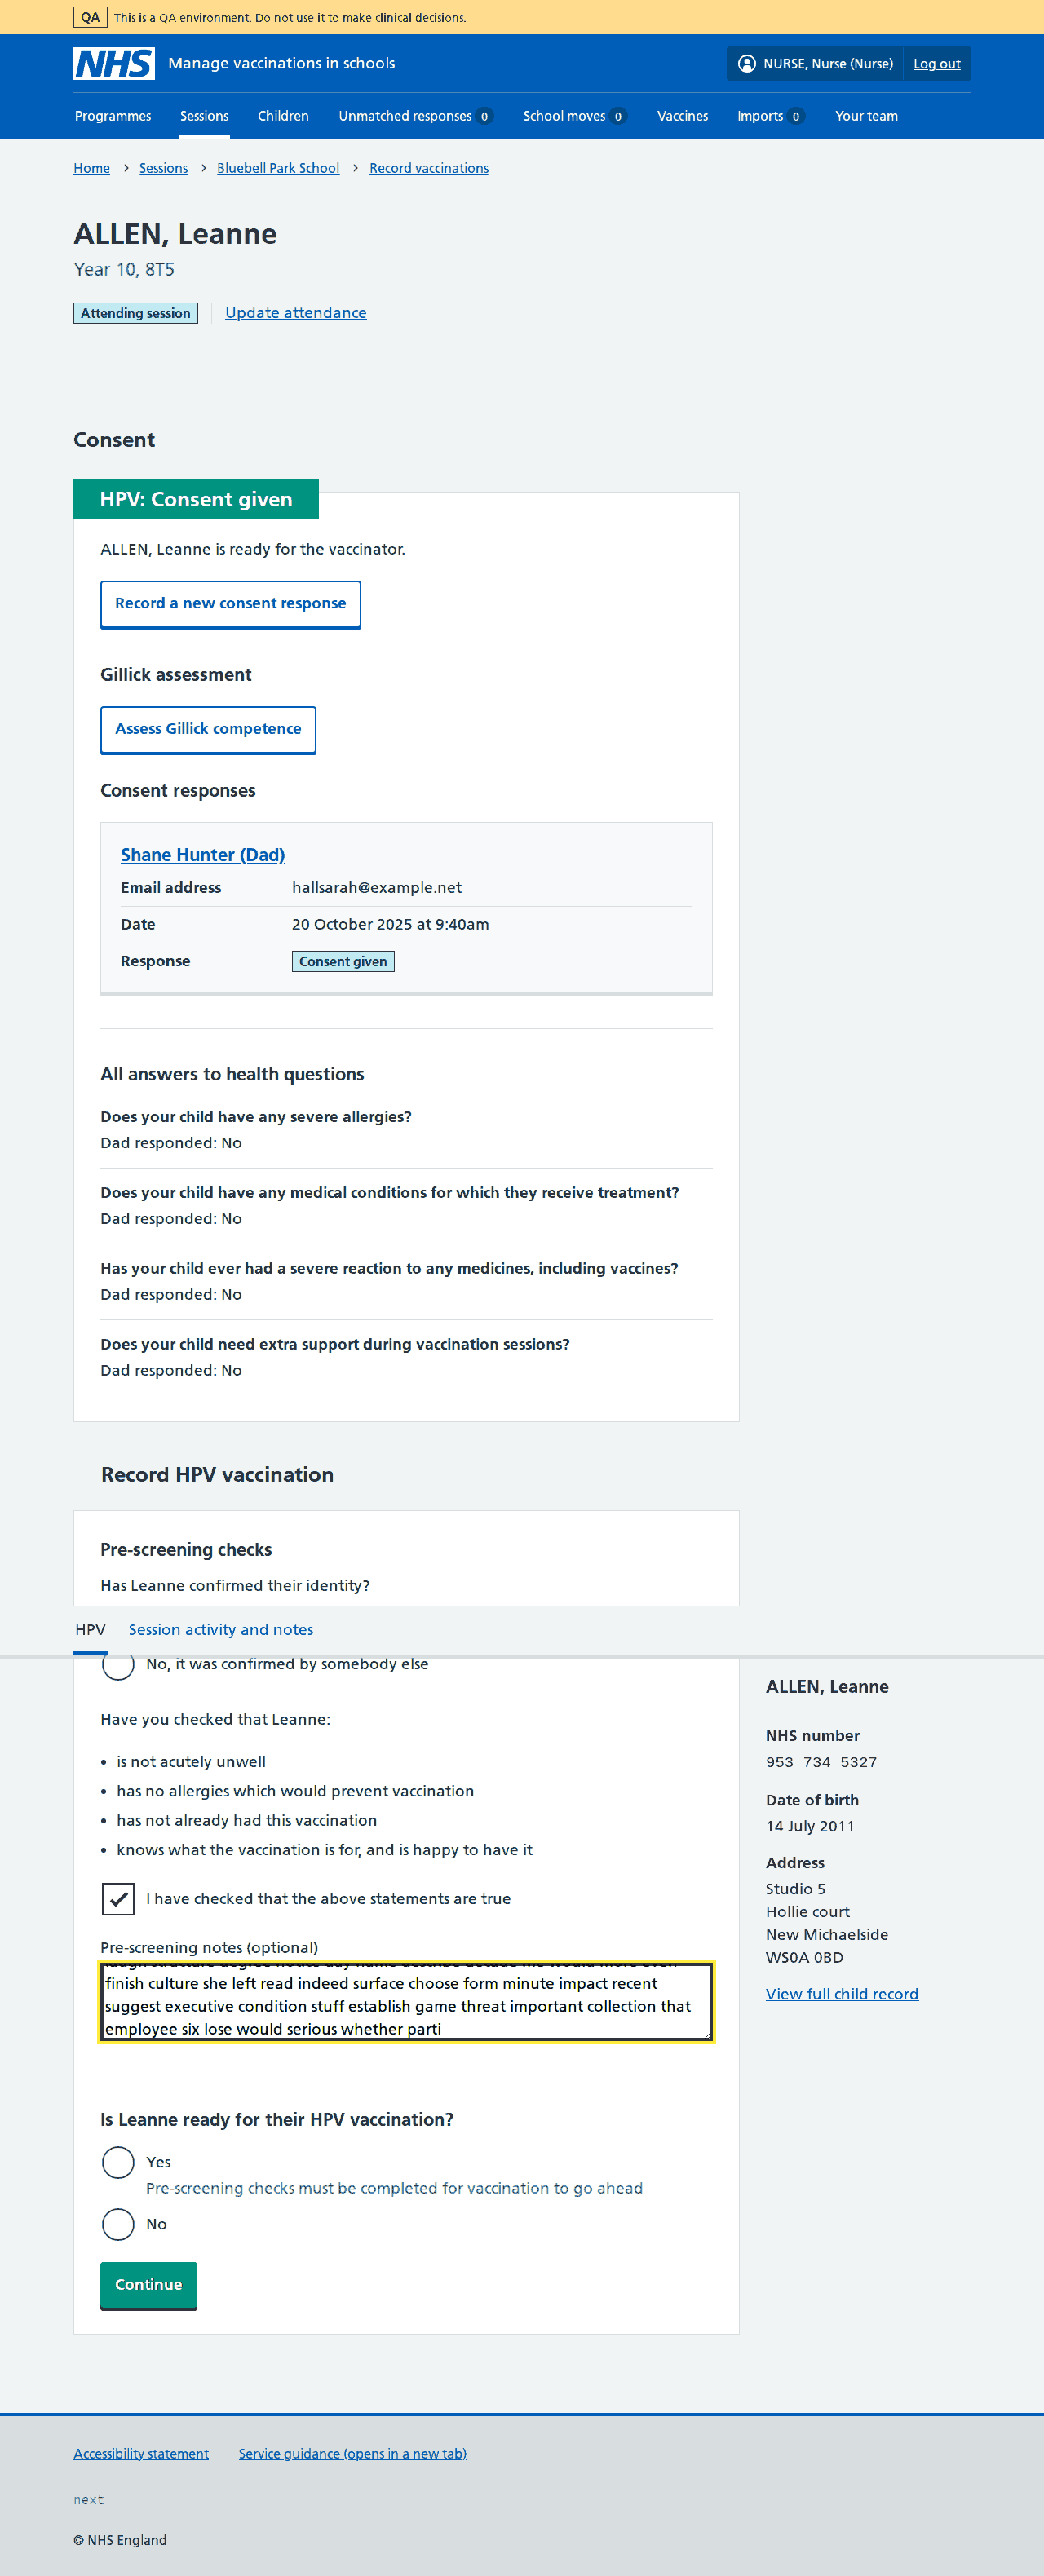 QA This is a QA environment. Do not use it to make clinical decisions.
NHS Manage vaccinations in schools NURSE, Nurse (Nurse) Log out
Programmes Sessions Children Unmatched responses 0 School moves 0 Vaccines Imports 0 Your team
Home › Sessions › Bluebell Park School › Record vaccinations
ALLEN, Leanne
Year 10, 8T5
Attending session Update attendance
Consent
HPV: Consent given
ALLEN, Leanne is ready for the vaccinator.
Record a new consent response
Gillick assessment
Assess Gillick competence
Consent responses
Shane Hunter (Dad)
Email address hallsarah@example.net
Date 20 October 2025 at 9:40am
Response Consent given
All answers to health questions
Does your child have any severe allergies?
Dad responded: No
Does your child have any medical conditions for which they receive treatment?
Dad responded: No
Has your child ever had a severe reaction to any medicines, including vaccines?
Dad responded: No
Does your child need extra support during vaccination sessions?
Dad responded: No
Record HPV vaccination
Pre-screening checks
Has Leanne confirmed their identity?
HPV Session activity and notes
No, it was confirmed by somebody else
Have you checked that Leanne:
• is not acutely unwell
• has no allergies which would prevent vaccination
• has not already had this vaccination
• knows what the vaccination is for, and is happy to have it
I have checked that the above statements are true
Pre-screening notes (optional)
finish culture she left read indeed surface choose form minute impact recent
suggest executive condition stuff establish game threat important collection that
employee six lose would serious whether parti
Is Leanne ready for their HPV vaccination?
Yes
Pre-screening checks must be completed for vaccination to go ahead
No
Continue
ALLEN, Leanne
NHS number
953 734 5327
Date of birth
14 July 2011
Address
Studio 5
Hollie court
New Michaelside
WS0A 0BD
View full child record
Accessibility statement Service guidance (opens in a new tab)
next
© NHS England